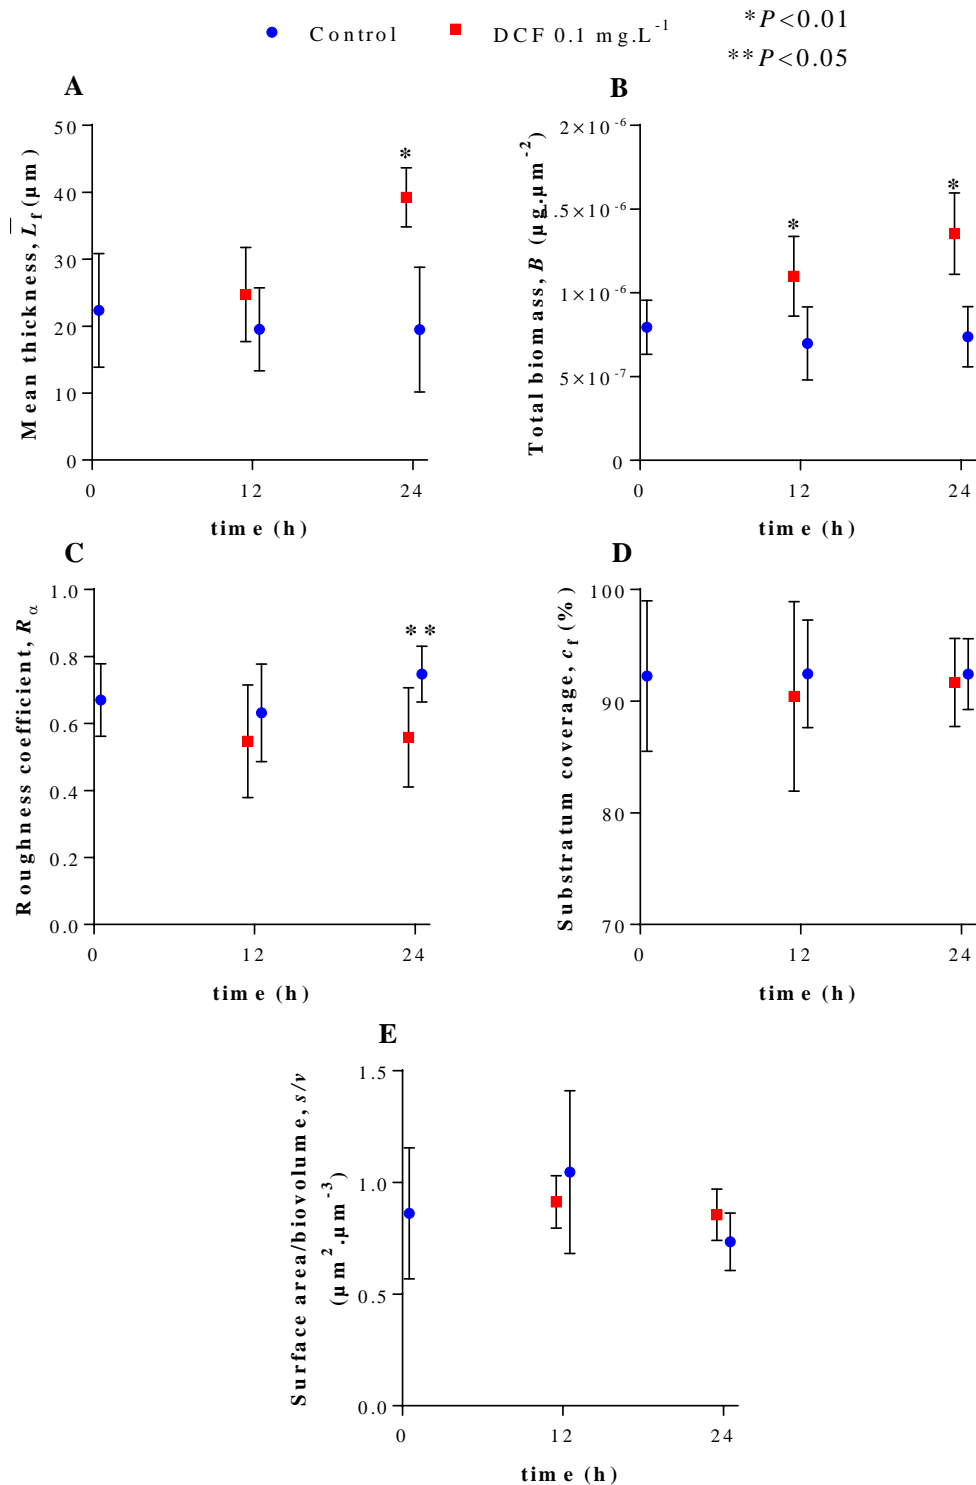 Control DCF 0.1 mg.L⁻¹ *P<0.01
**P<0.05
A
50
40
30
20
10
0
Mean thickness, L̅f (µm)
*
0 12 24
time (h)
B
2×10⁻⁶
1.5×10⁻⁶
1×10⁻⁶
5×10⁻⁷
0
Total biomass, B (µg.µm⁻²)
*
*
0 12 24
time (h)
C
1.0
0.8
0.6
0.4
0.2
0.0
Roughness coefficient, Rα
**
0 12 24
time (h)
D
100
90
80
70
Substratum coverage, cf (%)
0 12 24
time (h)
E
1.5
1.0
0.5
0.0
Surface area/biovolume, s/v
(µm².µm⁻³)
0 12 24
time (h)